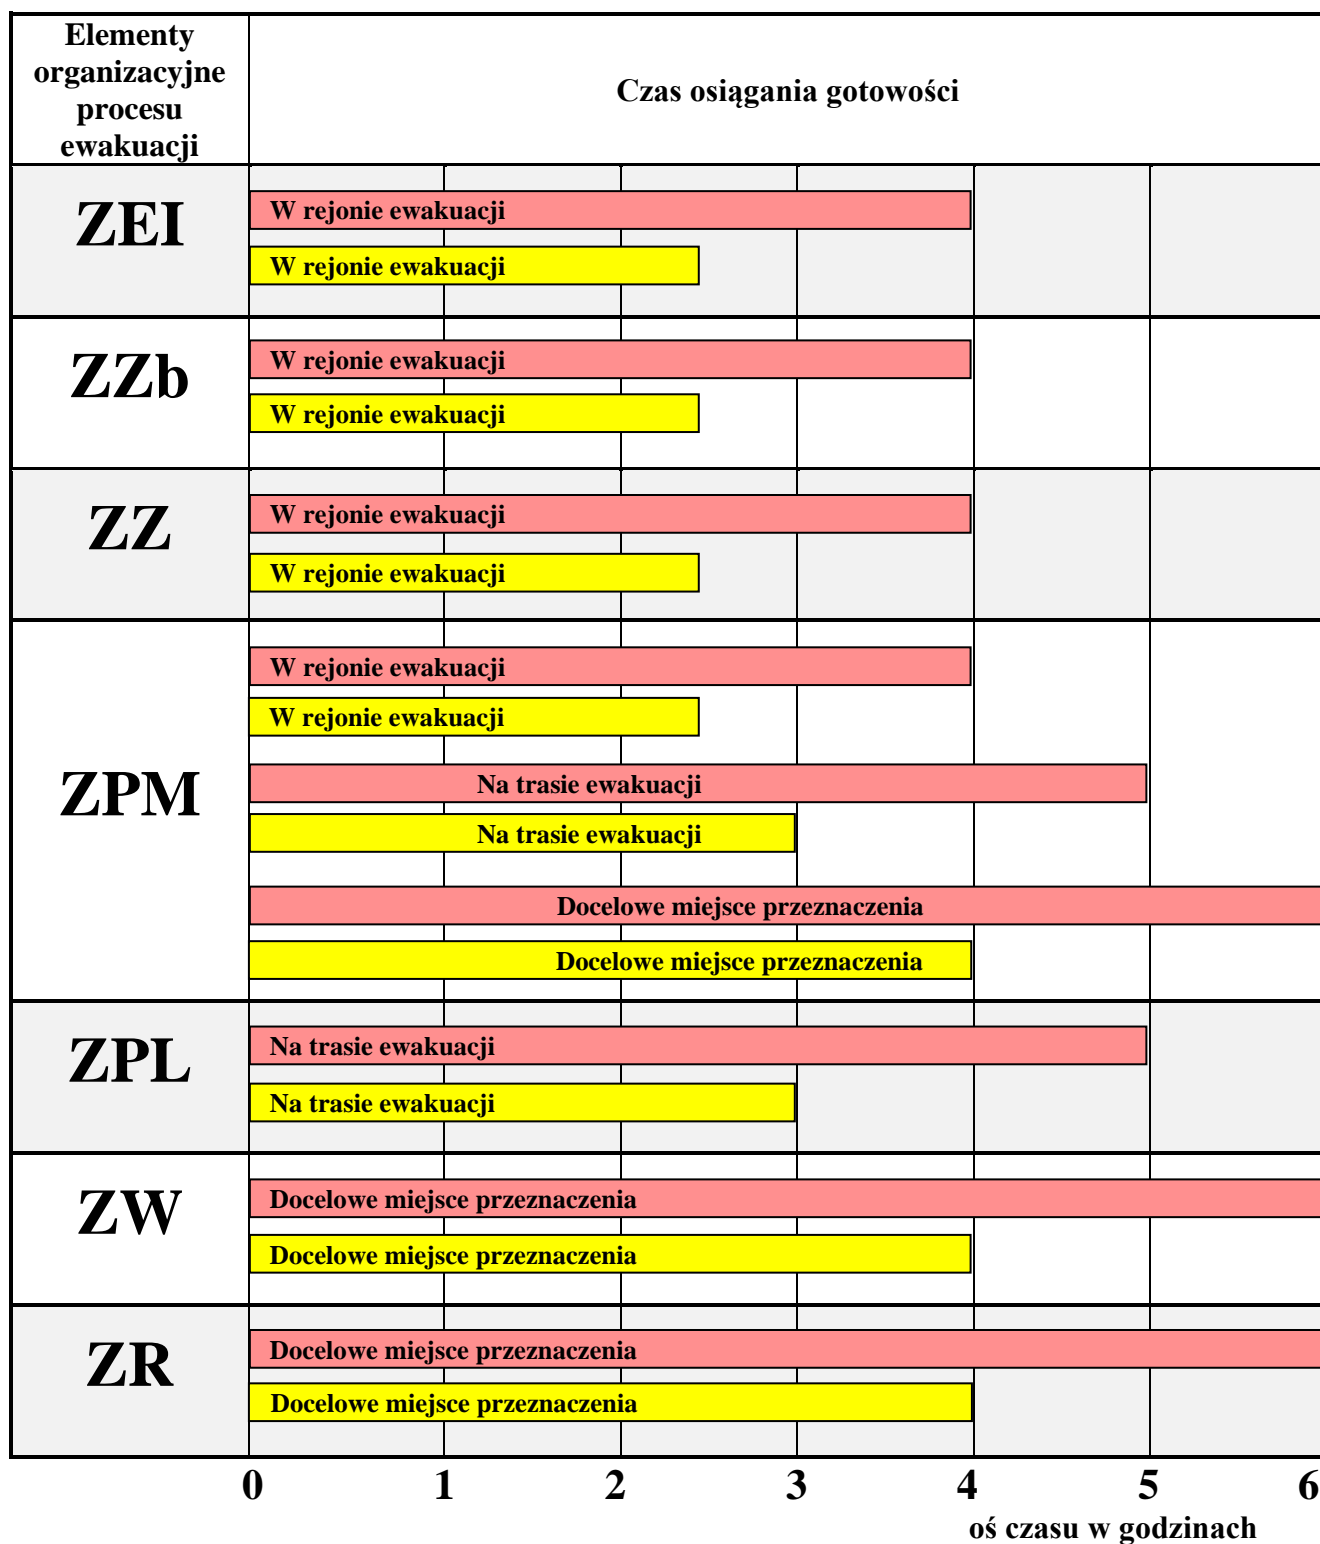 Elementy
organizacyjne
procesu
ewakuacji
Czas osiągania gotowości
ZEI
W rejonie ewakuacji
W rejonie ewakuacji
ZZb
W rejonie ewakuacji
W rejonie ewakuacji
ZZ
W rejonie ewakuacji
W rejonie ewakuacji
ZPM
W rejonie ewakuacji
W rejonie ewakuacji
Na trasie ewakuacji
Na trasie ewakuacji
Docelowe miejsce przeznaczenia
Docelowe miejsce przeznaczenia
ZPL
Na trasie ewakuacji
Na trasie ewakuacji
ZW
Docelowe miejsce przeznaczenia
Docelowe miejsce przeznaczenia
ZR
Docelowe miejsce przeznaczenia
Docelowe miejsce przeznaczenia
0 1 2 3 4 5 6
oś czasu w godzinach